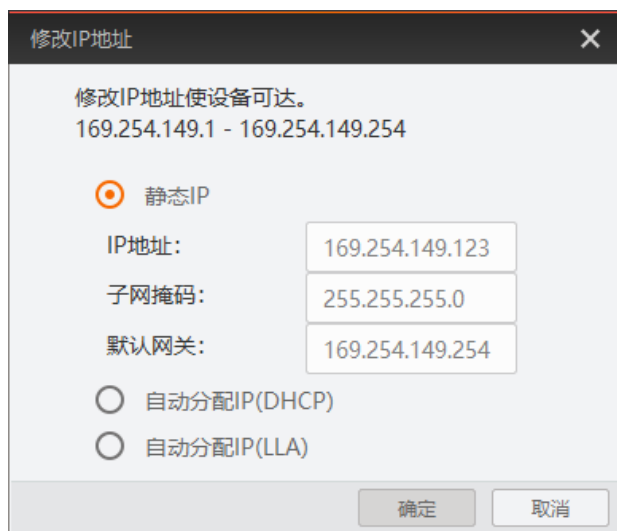 修改IP地址
修改IP地址使设备可达。
169.254.149.1 - 169.254.149.254
静态IP
IP地址： 169.254.149.123
子网掩码： 255.255.255.0
默认网关： 169.254.149.254
自动分配IP(DHCP)
自动分配IP(LLA)
确定 取消